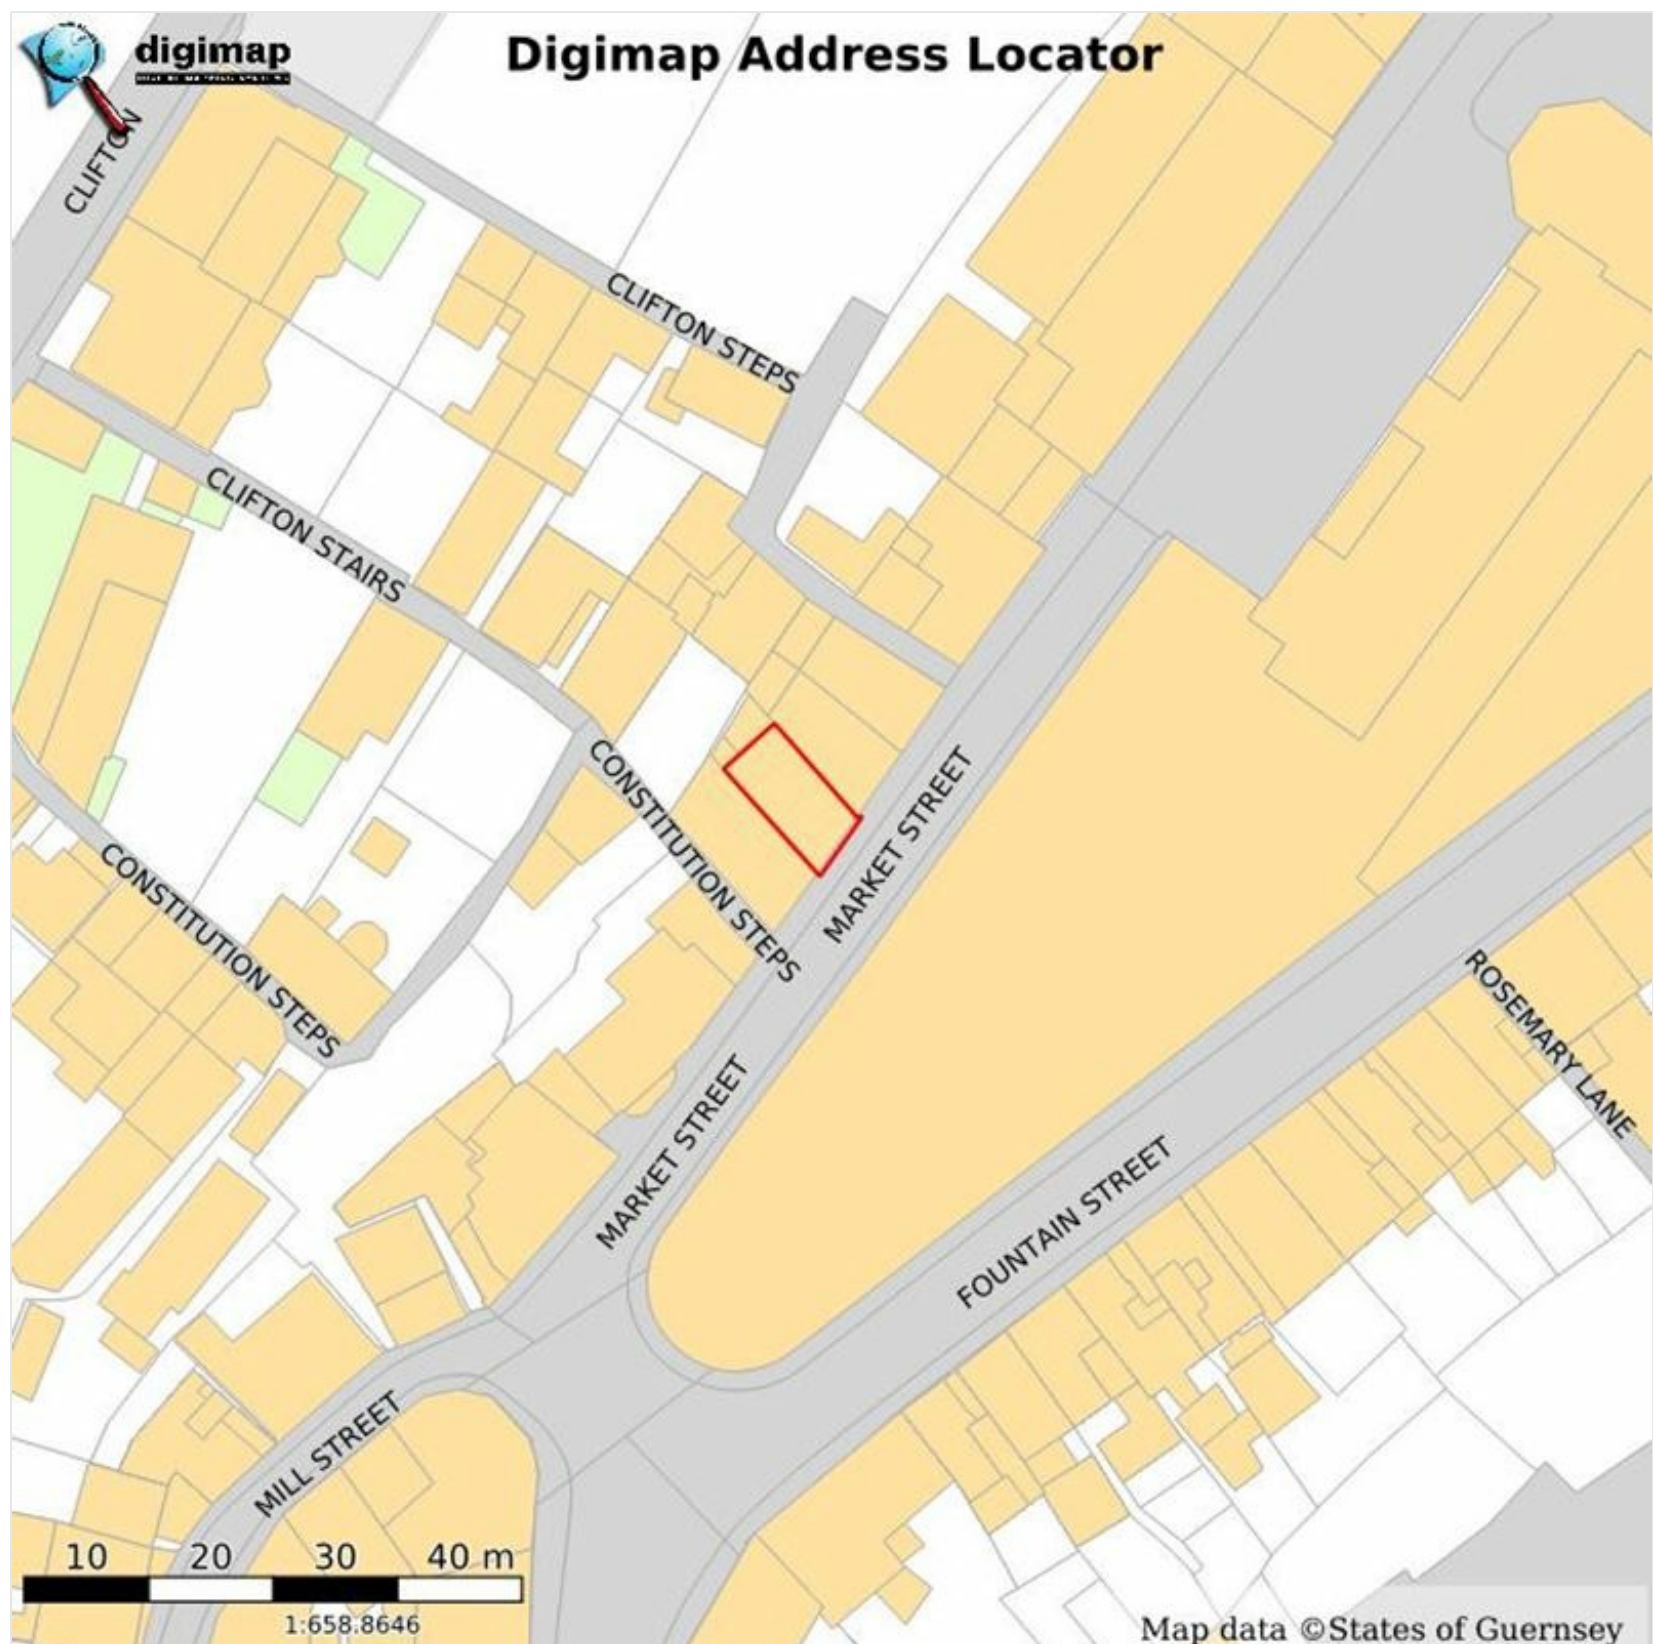 digimap
Digimap Address Locator
CLIFTON
CLIFTON STEPS
CLIFTON STAIRS
CONSTITUTION STEPS
MARKET STREET
CONSTITUTION STEPS
ROSEMARY LANE
MARKET STREET
FOUNTAIN STREET
MILL STREET
10 20 30 40 m
1:658.8646
Map data ©States of Guernsey